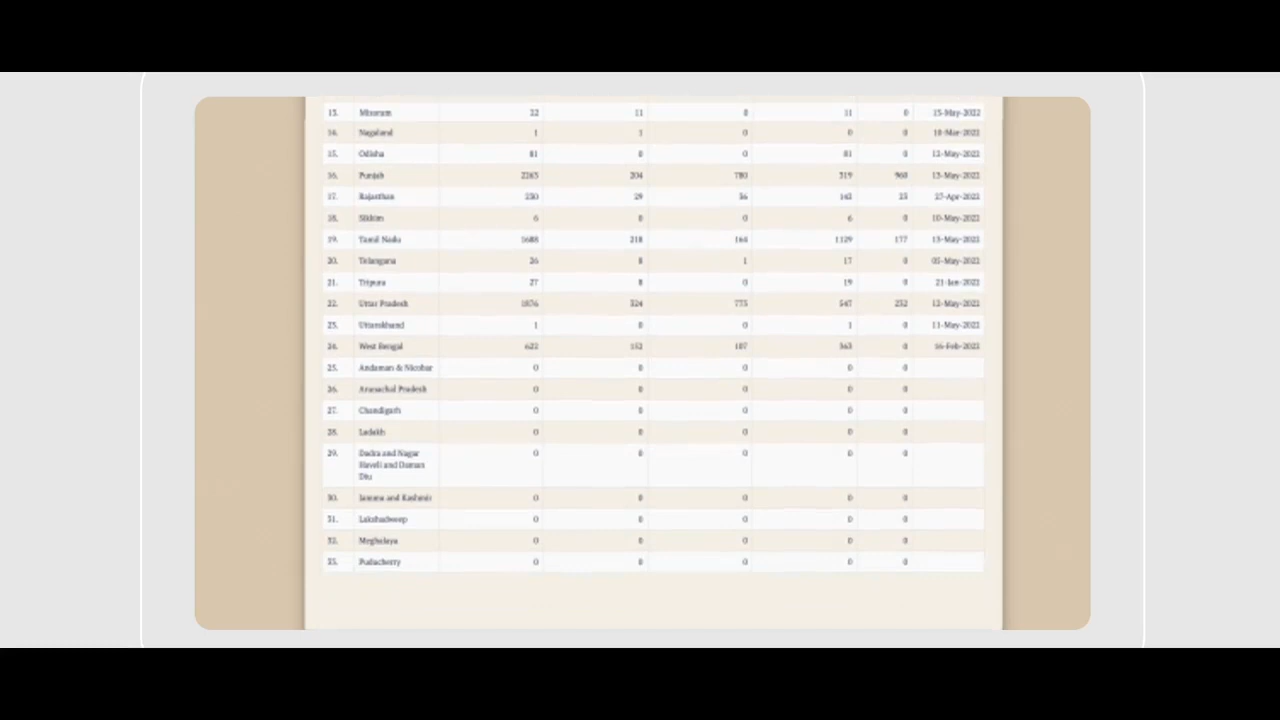 13. Mizoram 22 11 0 11 0 13-May-2022
14. Nagaland 1 1 0 0 0 10-Mar-2022
15. Odisha 81 0 0 81 0 12-May-2022
16. Punjab 2263 204 780 319 960 13-May-2022
17. Rajasthan 250 29 56 142 23 27-Apr-2022
18. Sikkim 6 0 0 6 0 10-May-2022
19. Tamil Nadu 1688 218 164 1129 177 13-May-2022
20. Telangana 26 8 1 17 0 05-May-2022
21. Tripura 27 8 0 19 0 21-Jan-2022
22. Uttar Pradesh 1876 324 773 547 232 12-May-2022
23. Uttarakhand 1 0 0 1 0 11-May-2022
24. West Bengal 622 152 107 363 0 16-Feb-2022
25. Andaman & Nicobar 0 0 0 0 0
26. Arunachal Pradesh 0 0 0 0 0
27. Chandigarh 0 0 0 0 0
28. Ladakh 0 0 0 0 0
29. Dadra and Nagar 0 0 0 0 0
Haveli and Daman
Diu
30. Jammu and Kashmir 0 0 0 0 0
31. Lakshadweep 0 0 0 0 0
32. Meghalaya 0 0 0 0 0
33. Puducherry 0 0 0 0 0